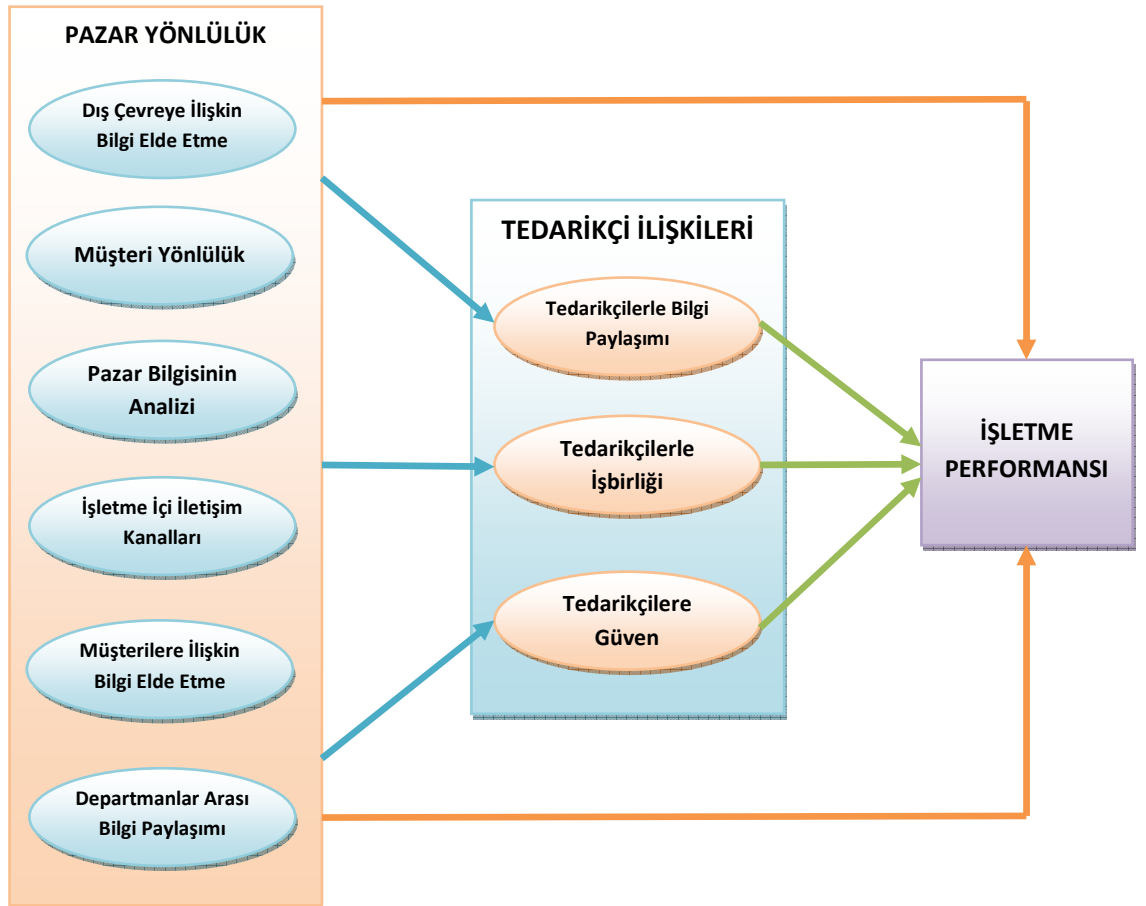 PAZAR YÖNLÜLÜK
Dış Çevreye İlişkin
Bilgi Elde Etme
Müşteri Yönlülük
Pazar Bilgisinin
Analizi
İşletme İçi İletişim
Kanalları
Müşterilere İlişkin
Bilgi Elde Etme
Departmanlar Arası
Bilgi Paylaşımı
TEDARİKÇİ İLİŞKİLERİ
Tedarikçilerle Bilgi
Paylaşımı
Tedarikçilerle
İşbirliği
Tedarikçilere
Güven
İŞLETME
PERFORMANSI